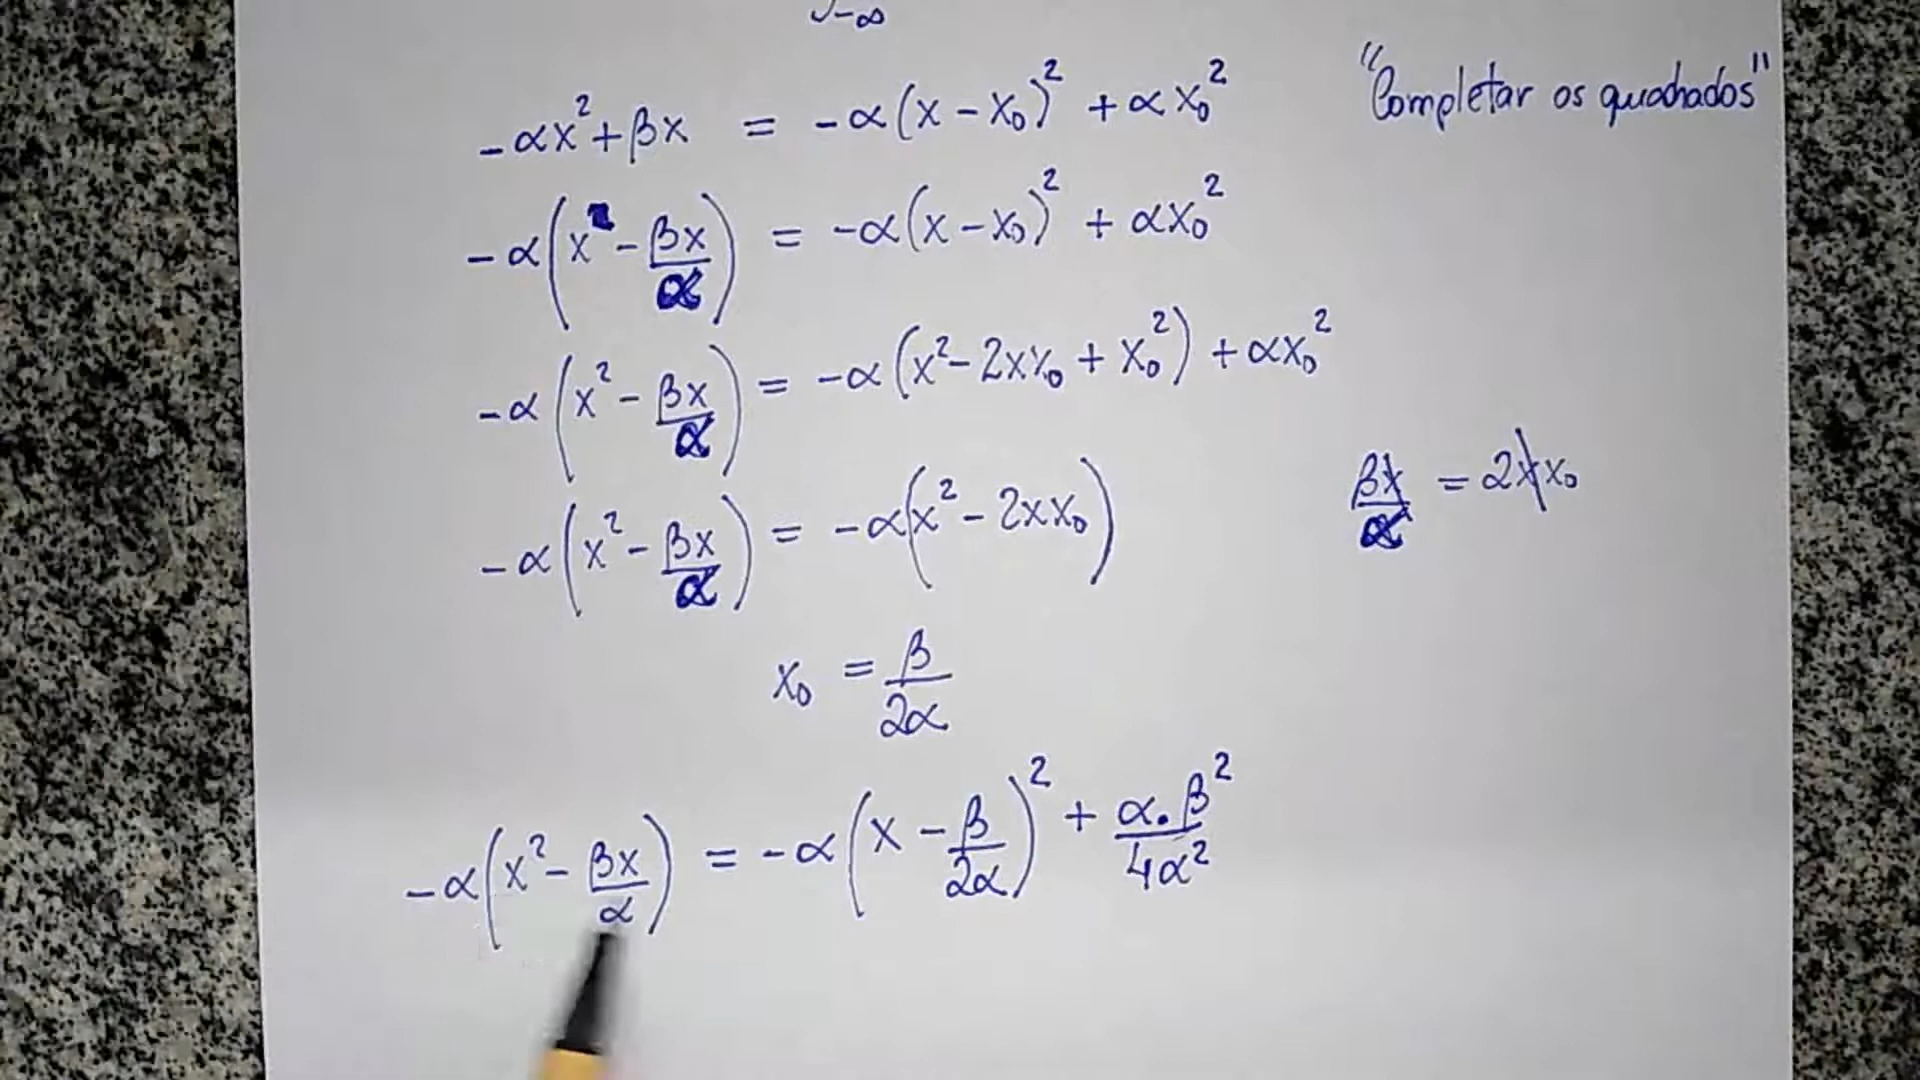 ∫-∞
-αx²+βx = -α(x-x₀)² + αx₀² "Completar os quadrados"
-α(x² - βx/α) = -α(x-x₀)² + αx₀²
-α(x² - βx/α) = -α(x² - 2xx₀ + x₀²) + αx₀²
-α(x² - βx/α) = -α(x² - 2xx₀) βx/α = 2xx₀
x₀ = β/2α
-α(x² - βx/α) = -α(x - β/2α)² + α.β²/4α²